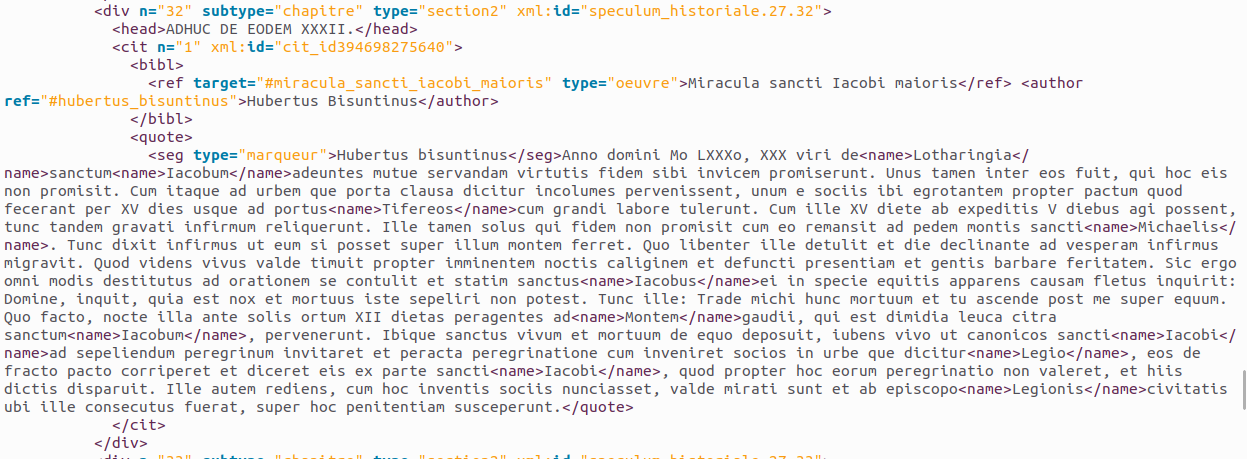 <div n="32" subtype="chapitre" type="section2" xml:id="speculum_historiale.27.32">
<head>ADHUC DE EODEM XXXII.</head>
<cit n="1" xml:id="cit_id394698275640">
<bibl>
<ref target="#miracula_sancti_iacobi_maioris" type="oeuvre">Miracula sancti Iacobi maioris</ref> <author
ref="#hubertus_bisuntinus">Hubertus Bisuntinus</author>
</bibl>
<quote>
<seg type="marqueur">Hubertus bisuntinus</seg>Anno domini Mo LXXXo, XXX viri de<name>Lotharingia</
name>sanctum<name>Iacobum</name>adeuntes mutue servandam virtutis fidem sibi invicem promiserunt. Unus tamen inter eos fuit, qui hoc eis
non promisit. Cum itaque ad urbem que porta clausa dicitur incolumes pervenissent, unum e sociis ibi egrotantem propter pactum quod
fecerant per XV dies usque ad portus<name>Tifereos</name>cum grandi labore tulerunt. Cum ille XV diete ab expeditis V diebus agi possent,
tunc tandem gravati infirmum reliquerunt. Ille tamen solus qui fidem non promisit cum eo remansit ad pedem montis sancti<name>Michaelis</
name>. Tunc dixit infirmus ut eum si posset super illum montem ferret. Quo libenter ille detulit et die declinante ad vesperam infirmus
migravit. Quod videns vivus valde timuit propter imminentem noctis caliginem et defuncti presentiam et gentis barbare feritatem. Sic ergo
omni modis destitutus ad orationem se contulit et statim sanctus<name>Iacobus</name>ei in specie equitis apparens causam fletus inquirit:
Domine, inquit, quia est nox et mortuus iste sepeliri non potest. Tunc ille: Trade michi hunc mortuum et tu ascende post me super equum.
Quo facto, nocte illa ante solis ortum XII dietas peragentes ad<name>Montem</name>gaudii, qui est dimidia leuca citra
sanctum<name>Iacobum</name>, pervenerunt. Ibique sanctus vivum et mortuum de equo deposuit, iubens vivo ut canonicos sancti<name>Iacobi</
name>ad sepeliendum peregrinum invitaret et peracta peregrinatione cum inveniret socios in urbe que dicitur<name>Legio</name>, eos de
fracto pacto corriperet et diceret eis ex parte sancti<name>Iacobi</name>, quod propter hoc eorum peregrinatio non valeret, et hiis
dictis disparuit. Ille autem rediens, cum hoc inventis sociis nunciasset, valde mirati sunt et ab episcopo<name>Legionis</name>civitatis
ubi ille consecutus fuerat, super hoc penitentiam susceperunt.</quote>
</cit>
</div>
<div n="33" subtype="chapitre" type="section2" xml:id="speculum_historiale.27.33">